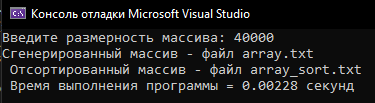 Консоль отладки Microsoft Visual Studio
Введите размерность массива: 40000
Сгенерированный массив - файл array.txt
Отсортированный массив - файл array_sort.txt
Время выполнения программы = 0.00228 секунд